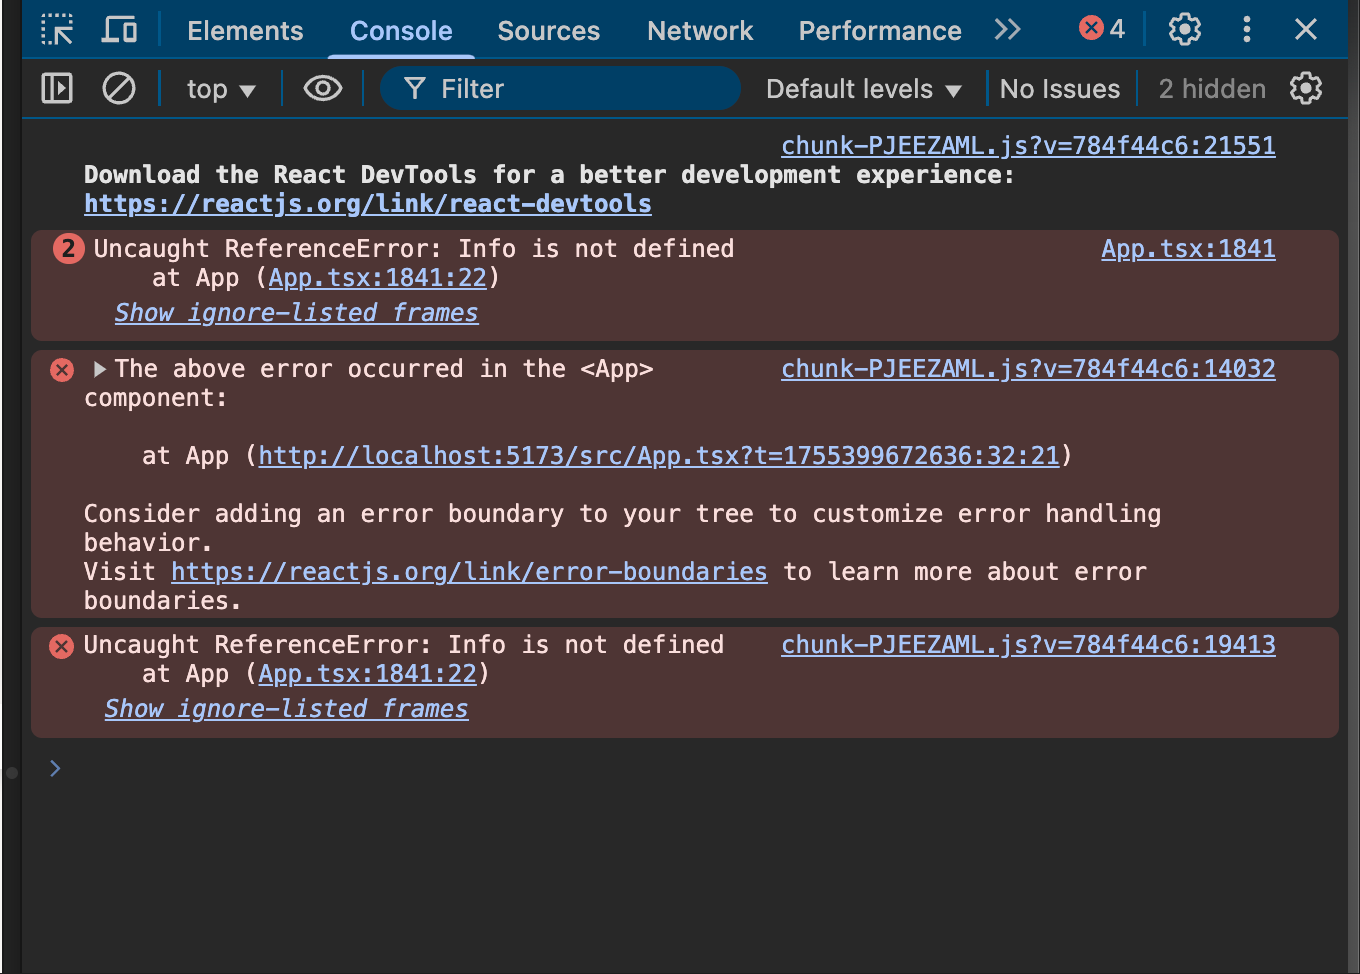 Elements Console Sources Network Performance 4
top Filter Default levels No Issues 2 hidden
chunk-PJEEZAML.js?v=784f44c6:21551
Download the React DevTools for a better development experience:
https://reactjs.org/link/react-devtools
2 Uncaught ReferenceError: Info is not defined App.tsx:1841
at App (App.tsx:1841:22)
Show ignore-listed frames
The above error occurred in the <App> chunk-PJEEZAML.js?v=784f44c6:14032
component:
at App (http://localhost:5173/src/App.tsx?t=1755399672636:32:21)
Consider adding an error boundary to your tree to customize error handling
behavior.
Visit https://reactjs.org/link/error-boundaries to learn more about error
boundaries.
Uncaught ReferenceError: Info is not defined chunk-PJEEZAML.js?v=784f44c6:19413
at App (App.tsx:1841:22)
Show ignore-listed frames